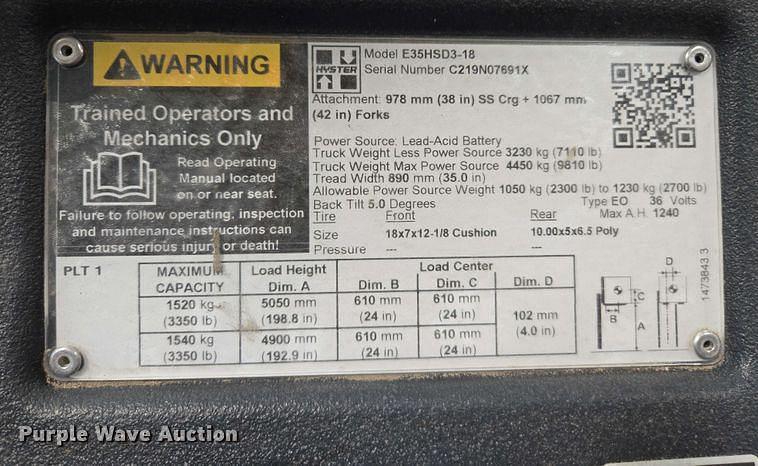 WARNING
Trained Operators and
Mechanics Only
Read Operating
Manual located
on or near seat.
Failure to follow operating, inspection
and maintenance instructions can
cause serious injury or death!
HYSTER
Model E35HSD3-18
Serial Number C219N07691X
Attachment: 978 mm (38 in) SS Crg + 1067 mm
(42 in) Forks
Power Source: Lead-Acid Battery
Truck Weight Less Power Source 3230 kg (7110 lb)
Truck Weight Max Power Source 4450 kg (9810 lb)
Tread Width 890 mm (35.0 in)
Allowable Power Source Weight 1050 kg (2300 lb) to 1230 kg (2700 lb)
Back Tilt 5.0 Degrees Type EO 36 Volts
Tire Front Rear Max A.H. 1240
Size 18x7x12-1/8 Cushion 10.00x5x6.5 Poly
Pressure --- ---
PLT 1
MAXIMUM CAPACITY Load Height Dim. A Load Center
Dim. B Dim. C Dim. D
1520 kg 5050 mm 610 mm 610 mm
(3350 lb) (198.8 in) (24 in) (24 in)
102 mm
(4.0 in)
1540 kg 4900 mm 610 mm 610 mm
(3350 lb) (192.9 in) (24 in) (24 in)
D
C
B
A
1473843 3
Purple Wave Auction